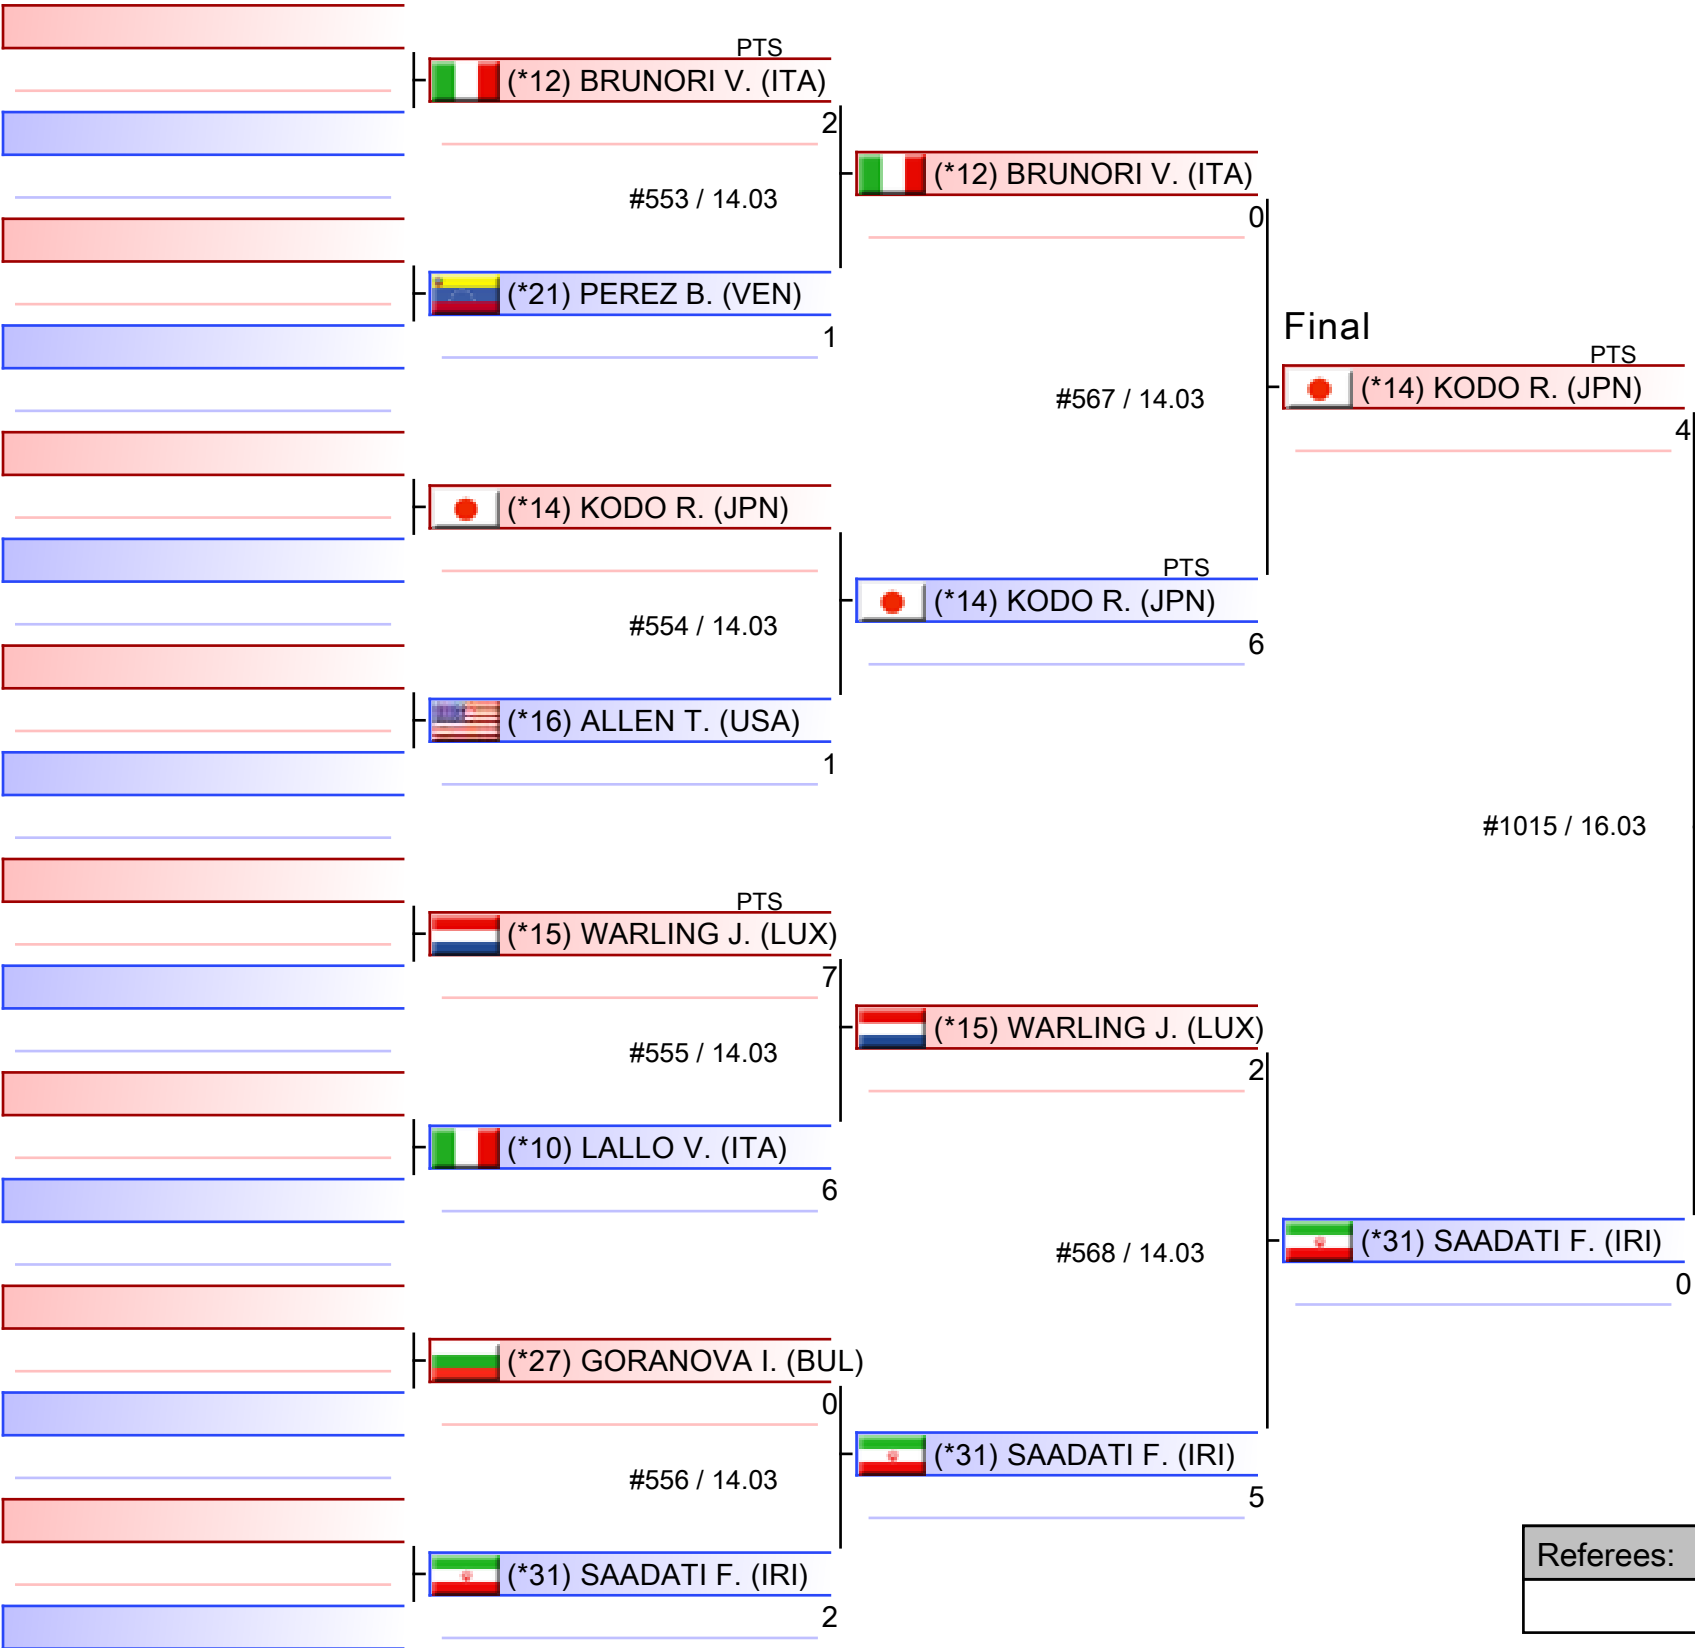 PTS
(*12) BRUNORI V. (ITA)
2
#553 / 14.03
(*21) PEREZ B. (VEN)
1
(*14) KODO R. (JPN)
#554 / 14.03
(*16) ALLEN T. (USA)
1
PTS
(*15) WARLING J. (LUX)
7
#555 / 14.03
(*10) LALLO V. (ITA)
6
(*27) GORANOVA I. (BUL)
0
#556 / 14.03
(*31) SAADATI F. (IRI)
2
(*12) BRUNORI V. (ITA)
0
#567 / 14.03
PTS
(*14) KODO R. (JPN)
6
(*15) WARLING J. (LUX)
2
#568 / 14.03
(*31) SAADATI F. (IRI)
5
Final
PTS
(*14) KODO R. (JPN)
4
#1015 / 16.03
(*31) SAADATI F. (IRI)
0
Referees: